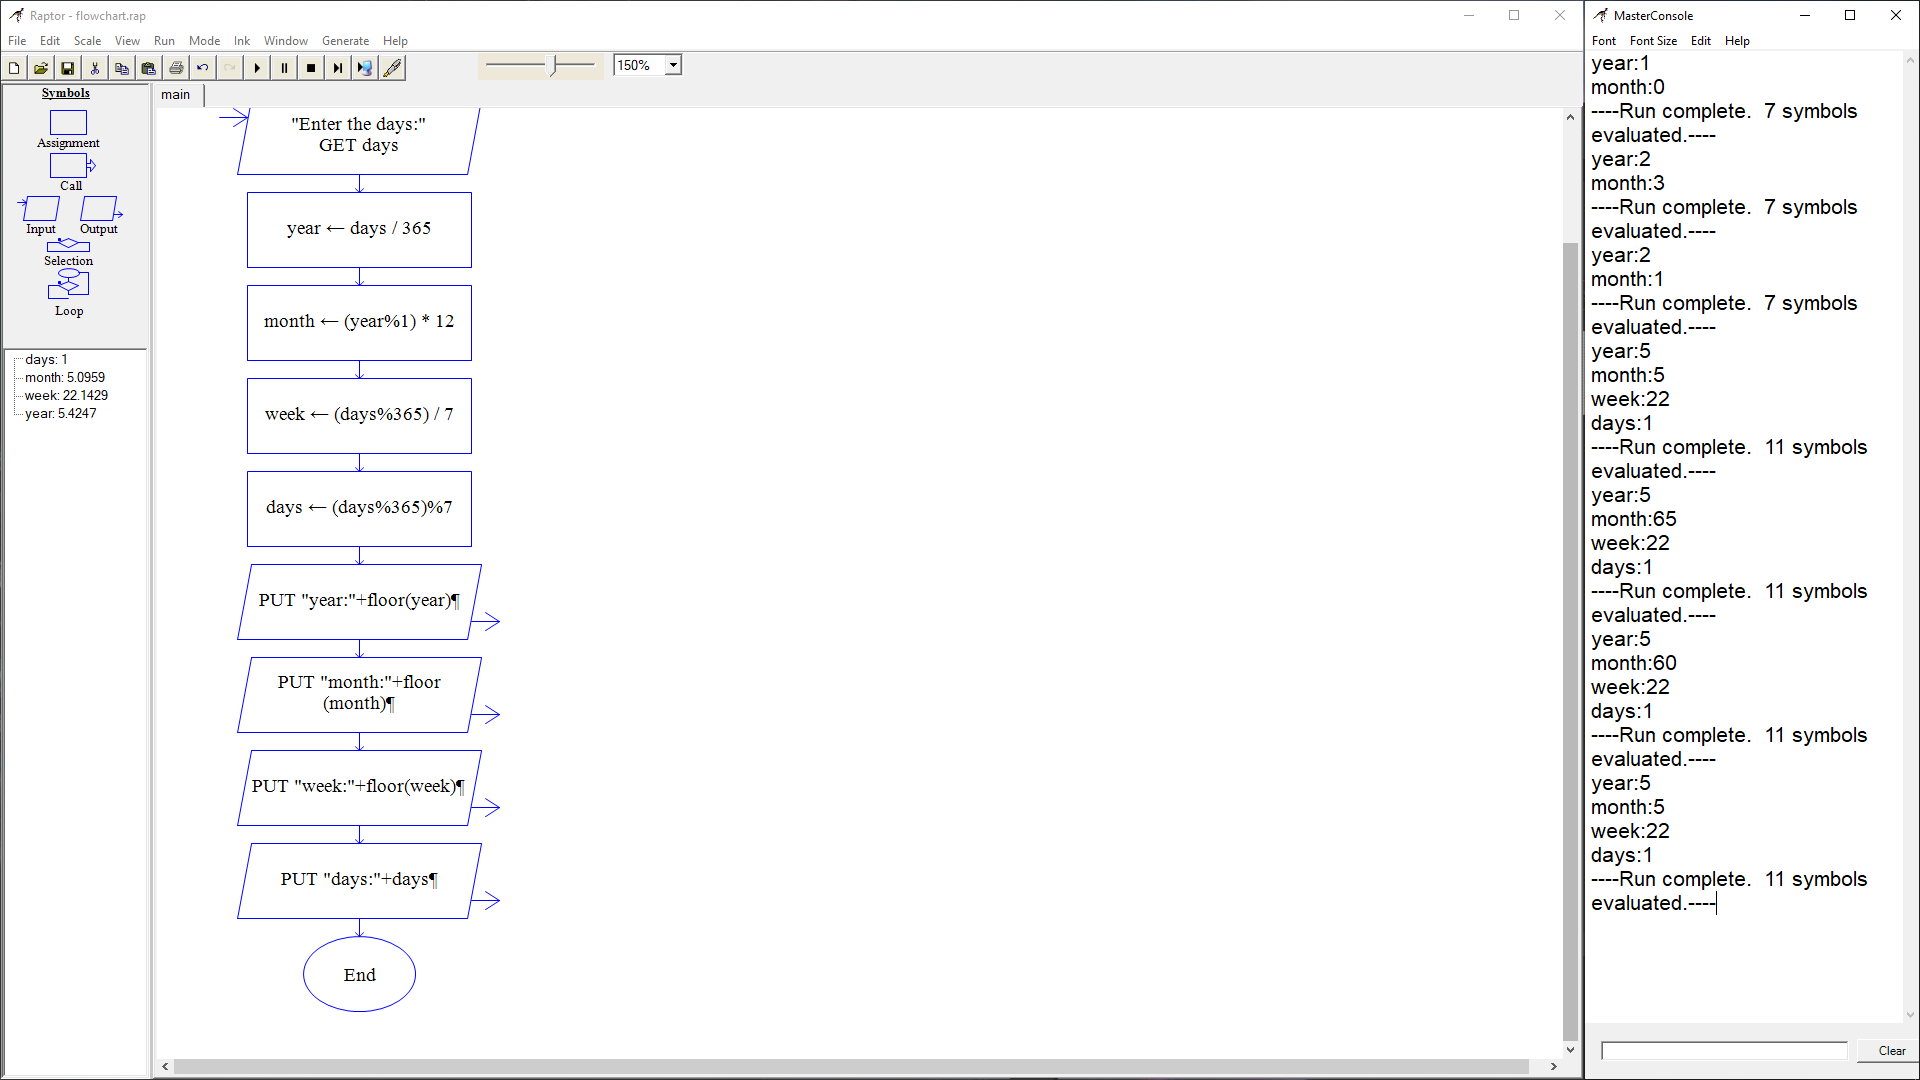 Raptor - flowchart.rap
File Edit Scale View Run Mode Ink Window Generate Help
150%
Symbols
Assignment
Call
Input Output
Selection
Loop
days: 1
month: 5.0959
week: 22.1429
year: 5.4247
main
"Enter the days:"
GET days
year ← days / 365
month ← (year%1) * 12
week ← (days%365) / 7
days ← (days%365)%7
PUT "year:"+floor(year)¶
PUT "month:"+floor
(month)¶
PUT "week:"+floor(week)¶
PUT "days:"+days¶
End
MasterConsole
Font Font Size Edit Help
year:1
month:0
----Run complete.  7 symbols
evaluated.----
year:2
month:3
----Run complete.  7 symbols
evaluated.----
year:2
month:1
----Run complete.  7 symbols
evaluated.----
year:5
month:5
week:22
days:1
----Run complete.  11 symbols
evaluated.----
year:5
month:65
week:22
days:1
----Run complete.  11 symbols
evaluated.----
year:5
month:60
week:22
days:1
----Run complete.  11 symbols
evaluated.----
year:5
month:5
week:22
days:1
----Run complete.  11 symbols
evaluated.----
Clear